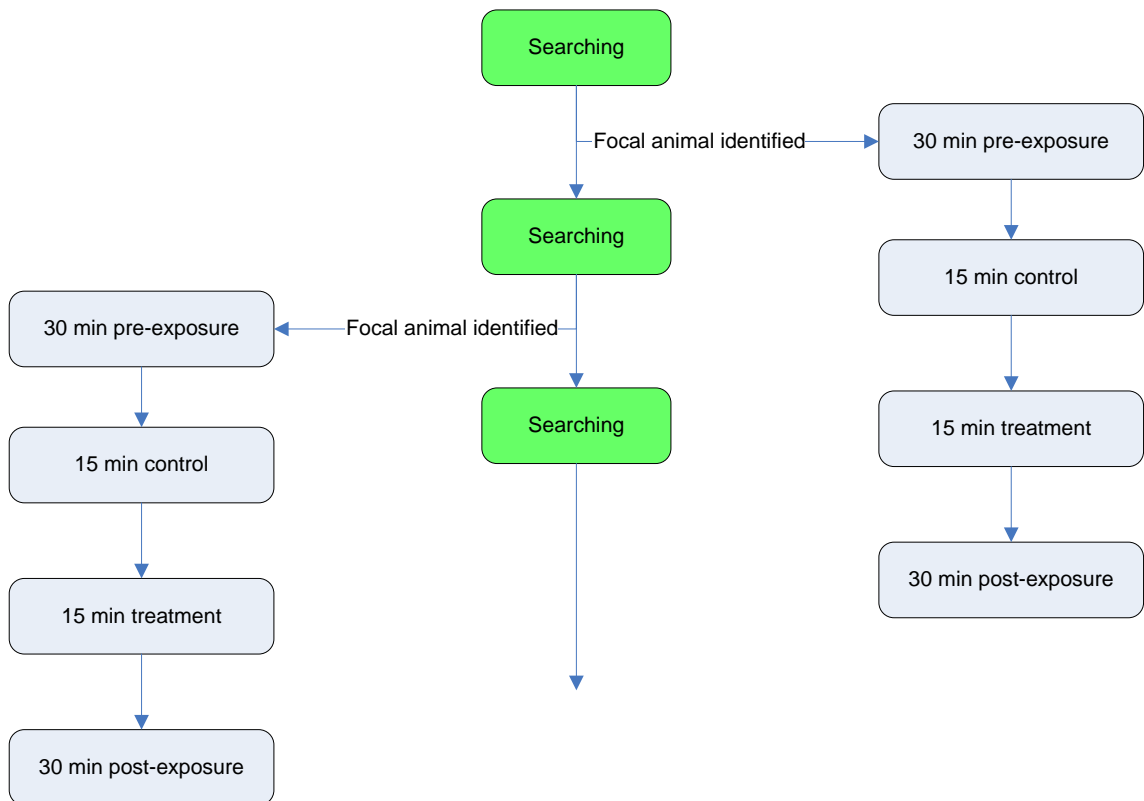 Searching
Focal animal identified
30 min pre-exposure
Searching
15 min control
Focal animal identified
30 min pre-exposure
Searching
15 min treatment
15 min control
30 min post-exposure
15 min treatment
30 min post-exposure